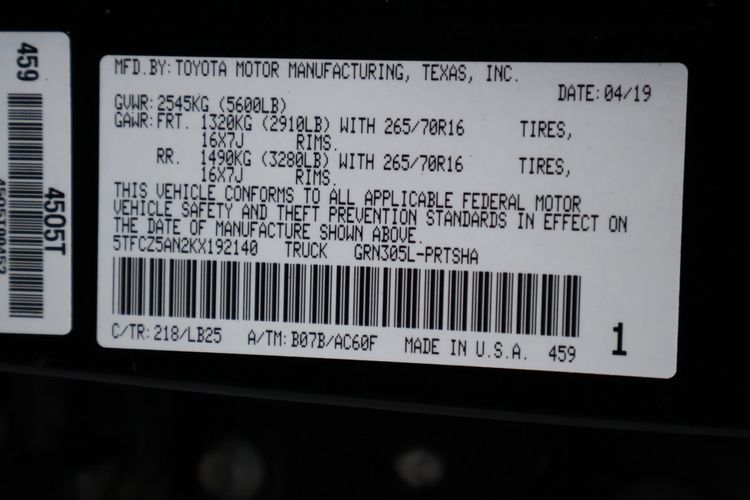 459
4505T
MFD.BY: TOYOTA MOTOR MANUFACTURING, TEXAS, INC.
DATE: 04/19
GVWR: 2545KG (5600LB)
GAWR: FRT. 1320KG (2910LB) WITH 265/70R16 TIRES,
16X7J RIMS.
RR. 1490KG (3280LB) WITH 265/70R16 TIRES,
16X7J RIMS.
THIS VEHICLE CONFORMS TO ALL APPLICABLE FEDERAL MOTOR
VEHICLE SAFETY AND THEFT PREVENTION STANDARDS IN EFFECT ON
THE DATE OF MANUFACTURE SHOWN ABOVE.
5TFCZ5AN2KX192140 TRUCK GRN305L-PRTSHA
C/TR: 218/LB25 A/TM: B07B/AC60F MADE IN U.S.A. 459 1